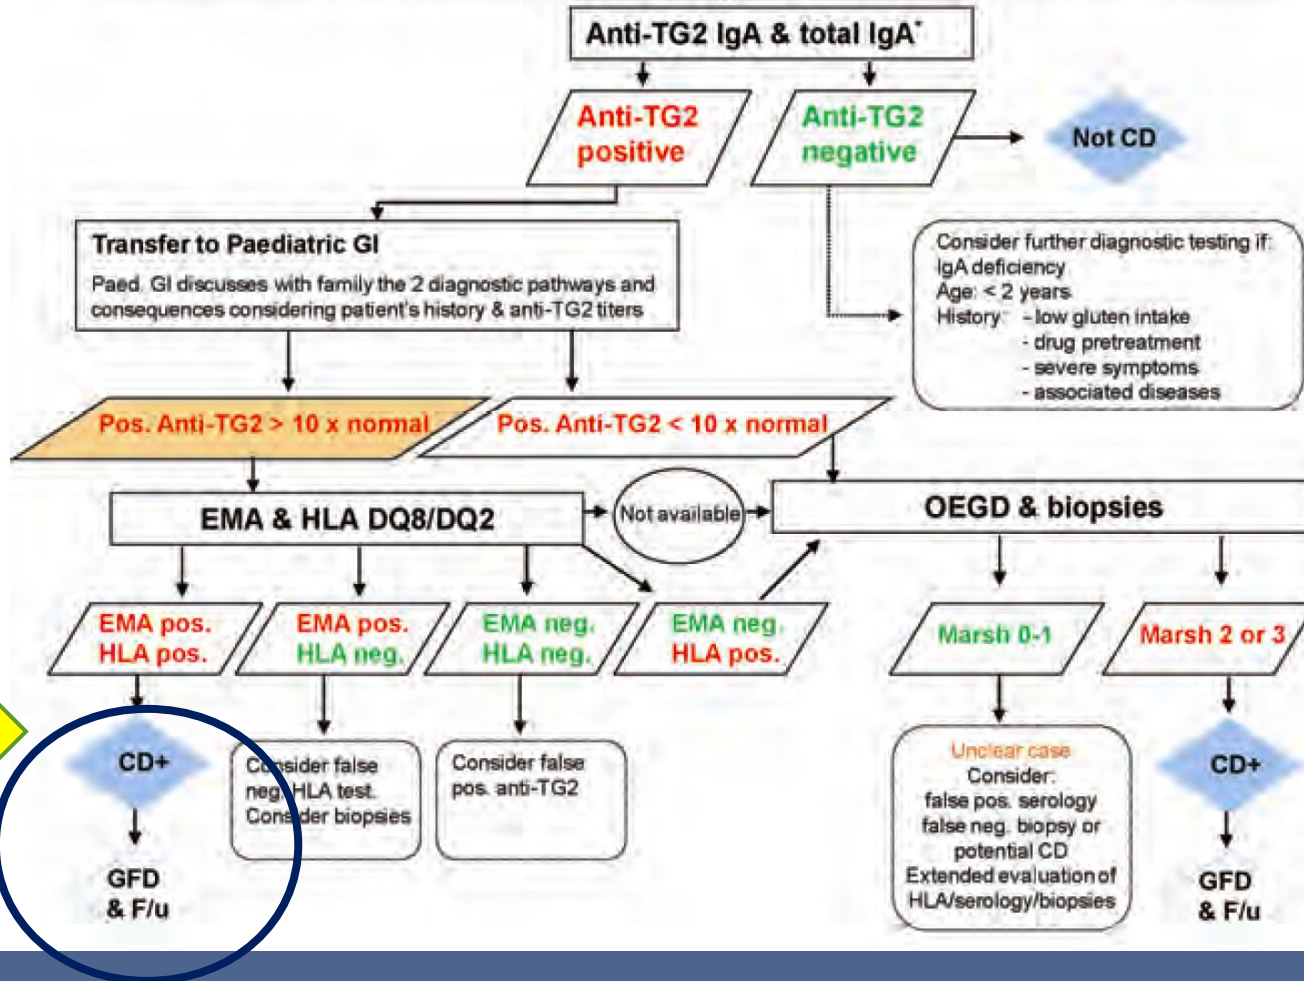 Anti-TG2 IgA & total IgA*
Anti-TG2
positive
Anti-TG2
negative
Not CD
Transfer to Paediatric GI
Paed. GI discusses with family the 2 diagnostic pathways and
consequences considering patient's history & anti-TG2 titers
Consider further diagnostic testing if:
IgA deficiency
Age: < 2 years
History: - low gluten intake
- drug pretreatment
- severe symptoms
- associated diseases
Pos. Anti-TG2 > 10 x normal
Pos. Anti-TG2 < 10 x normal
EMA & HLA DQ8/DQ2
Not available
OEGD & biopsies
EMA pos.
HLA pos.
EMA pos.
HLA neg.
EMA neg.
HLA neg.
EMA neg.
HLA pos.
Marsh 0-1
Marsh 2 or 3
CD+
Consider false
neg. HLA test.
Consider biopsies
Consider false
pos. anti-TG2
Unclear case
Consider:
false pos. serology
false neg. biopsy or
potential CD
Extended evaluation of
HLA/serology/biopsies
CD+
GFD
& F/u
GFD
& F/u